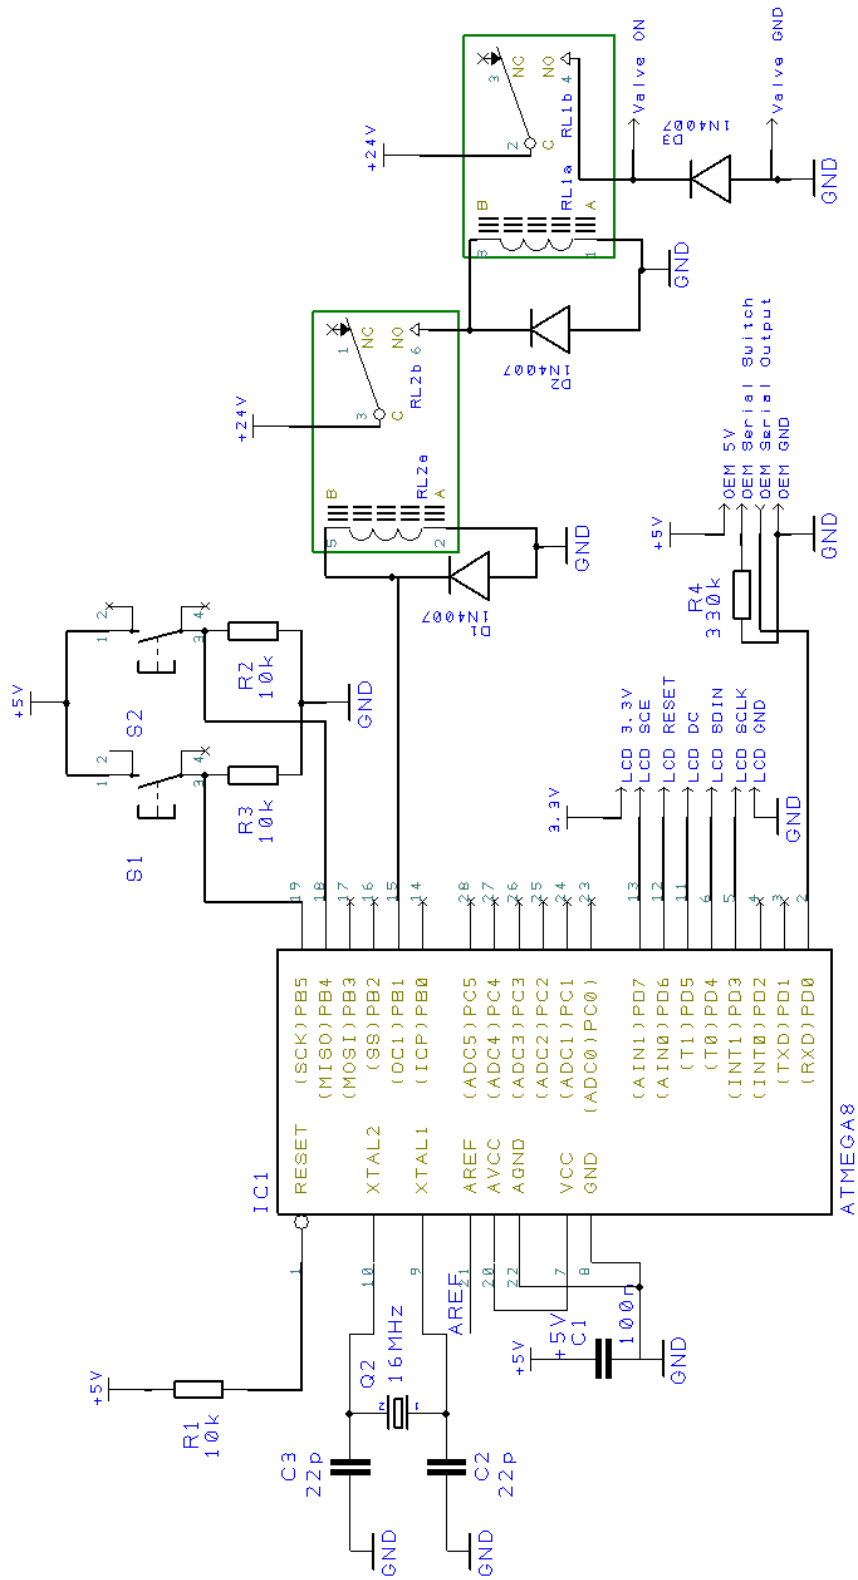 +5V
R1
10k
1
C3
22p
GND
C2
22p
GND
Q2
16MHz
2
1
10
9
AREF
21
20
22
7
8
+5V
+5V
C1
100n
GND
IC1
RESET
XTAL2
XTAL1
AREF
AVCC
AGND
VCC
GND
(SCK)PB5
(MISO)PB4
(MOSI)PB3
(SS)PB2
(OC1)PB1
(ICP)PB0
(ADC5)PC5
(ADC4)PC4
(ADC3)PC3
(ADC2)PC2
(ADC1)PC1
(ADC0)PC0)
(AIN1)PD7
(AIN0)PD6
(T1)PD5
(T0)PD4
(INT1)PD3
(INT0)PD2
(TXD)PD1
(RXD)PD0
ATMEGA8
19
18
17
16
15
14
28
27
26
25
24
23
13
12
11
6
5
4
3
2
+5V
S1
1
2
3
4
R3
10k
S2
1
2
3
4
R2
10k
GND
3.3V
LCD 3.3V
LCD SCE
LCD RESET
LCD DC
LCD SDIN
LCD SCLK
LCD GND
GND
D1
1N4007
GND
5
2
B
A
RL2a
RL2b
+24V
3
C
1
NC
NO
6
D2
1N4007
GND
3
1
B
A
RL1a
RL1b
+24V
2
C
3
NC
NO
4
Valve ON
D3
1N4007
Valve GND
GND
+5V
R4
330k
OEM 5V
OEM Serial Switch
OEM Serial Output
OEM GND
GND